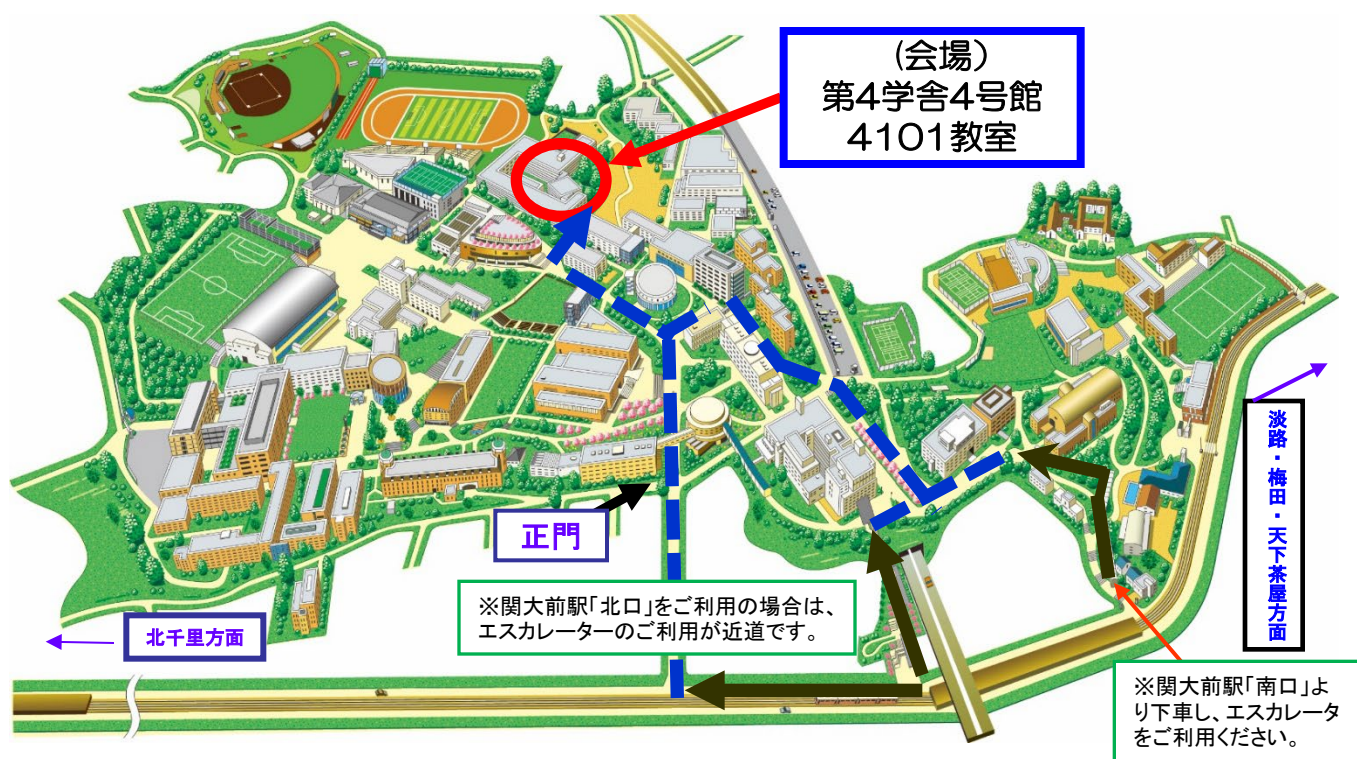 (会場)
第4学舎4号館
4101教室
淡路・梅田・天下茶屋方面
正門
※関大前駅「北口」をご利用の場合は、
エスカレーターのご利用が近道です。
北千里方面
※関大前駅「南口」よ
り下車し、エスカレータ
をご利用ください。